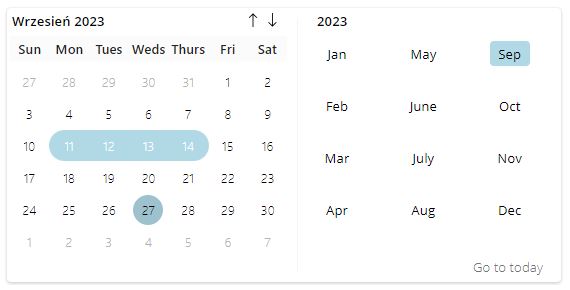 Wrzesień 2023 ↑ ↓
Sun Mon Tues Weds Thurs Fri Sat
27 28 29 30 31 1 2
3 4 5 6 7 8 9
10 11 12 13 14 15 16
17 18 19 20 21 22 23
24 25 26 27 28 29 30
1 2 3 4 5 6 7
2023
Jan May Sep
Feb June Oct
Mar July Nov
Apr Aug Dec
Go to today